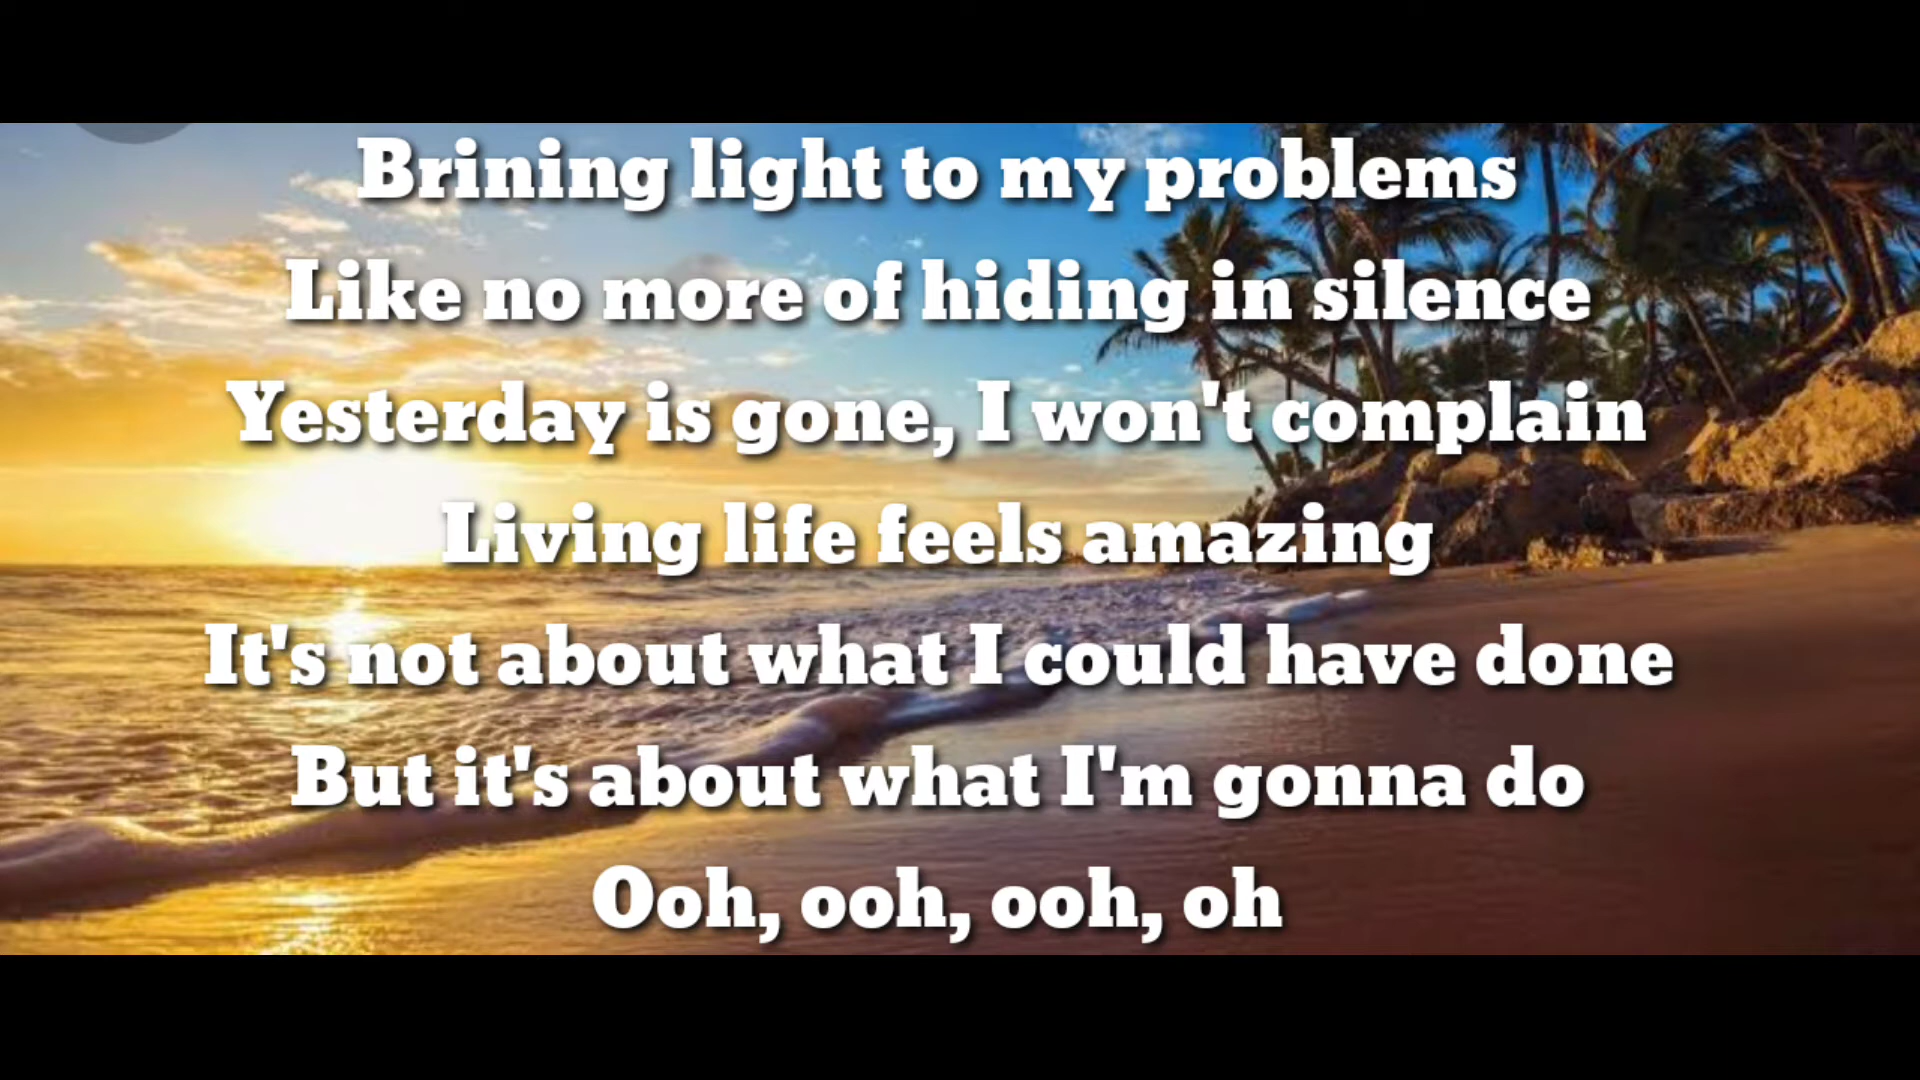 Brining light to my problems
Like no more of hiding in silence
Yesterday is gone, I won't complain
Living life feels amazing
It's not about what I could have done
But it's about what I'm gonna do
Ooh, ooh, ooh, oh